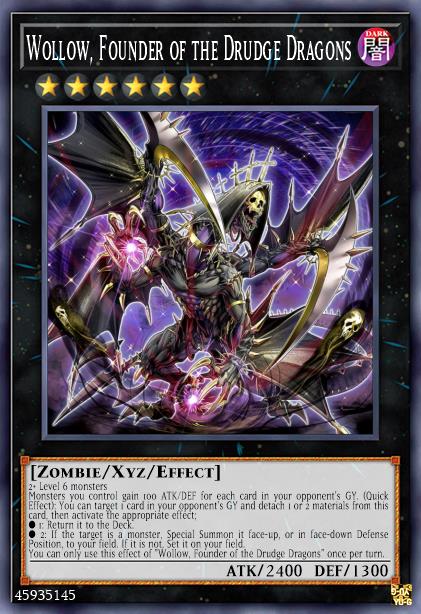 Wollow, Founder of the Drudge Dragons
DARK
闇
[Zombie/Xyz/Effect]
2+ Level 6 monsters
Monsters you control gain 100 ATK/DEF for each card in your opponent's GY. (Quick
Effect): You can target 1 card in your opponent's GY and detach 1 or 2 materials from this
card, then activate the appropriate effect;
● 1: Return it to the Deck.
● 2: If the target is a monster, Special Summon it face-up, or in face-down Defense
Position, to your field. If it is not, Set it on your field.
You can only use this effect of "Wollow, Founder of the Drudge Dragons" once per turn.
ATK/2400 DEF/1300
45935145